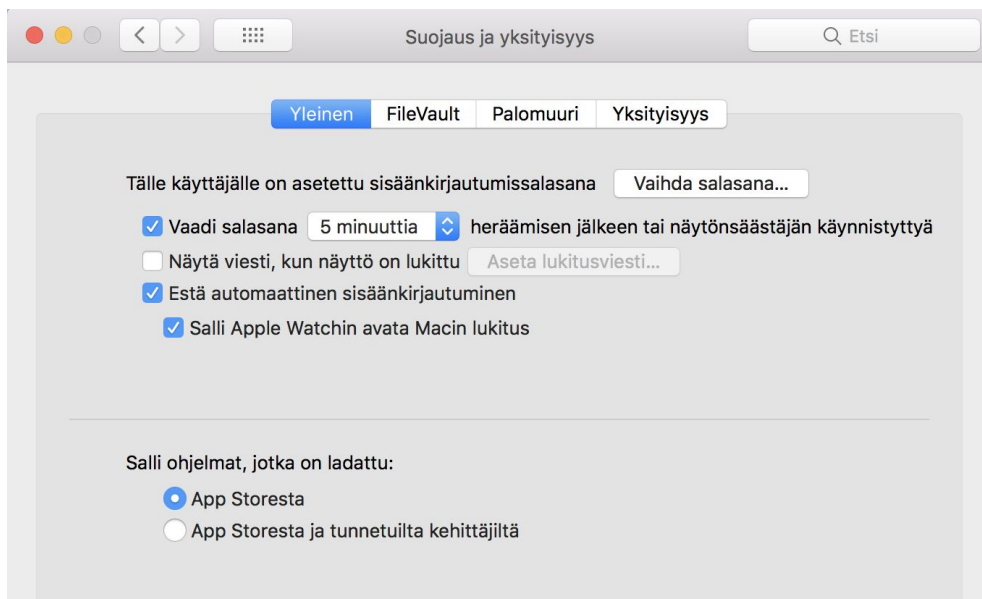 Suojaus ja yksityisyys
Etsi
Yleinen FileVault Palomuuri Yksityisyys
Tälle käyttäjälle on asetettu sisäänkirjautumissalasana Vaihda salasana...
Vaadi salasana 5 minuuttia heräämisen jälkeen tai näytönsäästäjän käynnistyttyä
Näytä viesti, kun näyttö on lukittu Aseta lukitusviesti...
Estä automaattinen sisäänkirjautuminen
Salli Apple Watchin avata Macin lukitus
Salli ohjelmat, jotka on ladattu:
App Storesta
App Storesta ja tunnetuilta kehittäjiltä